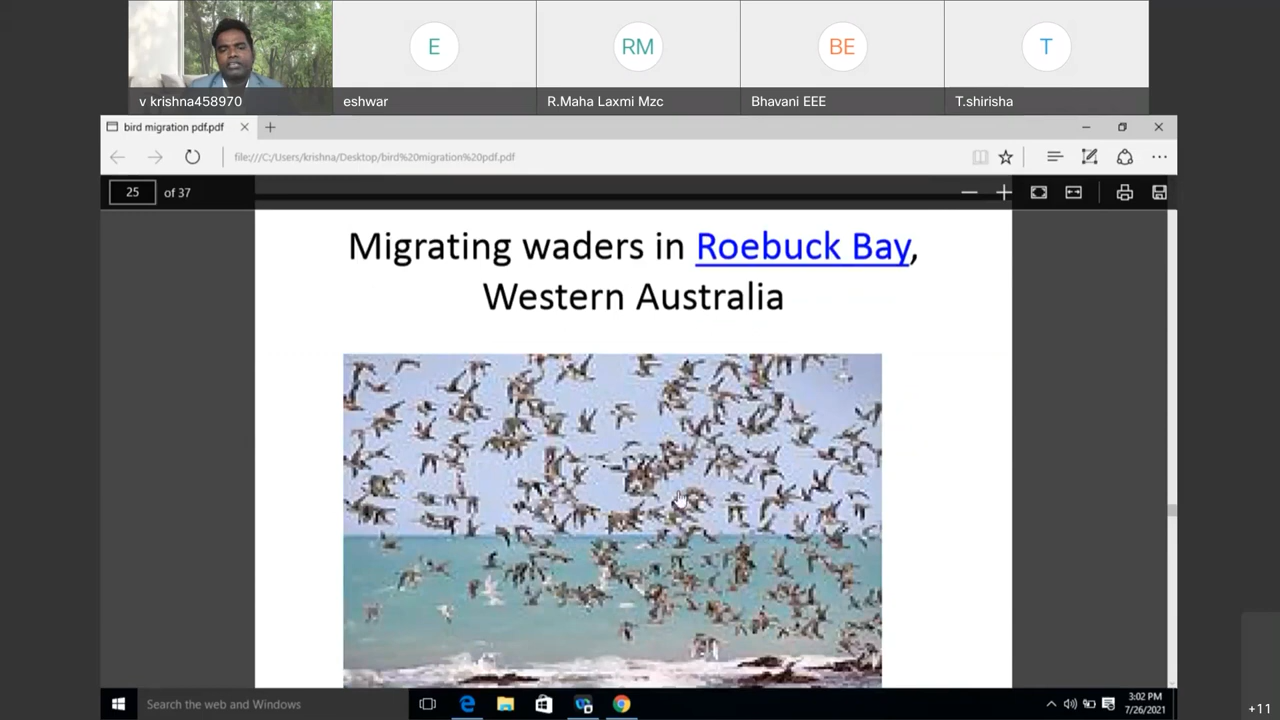 E
RM
BE
T
v krishna458970
eshwar
R.Maha Laxmi Mzc
Bhavani EEE
T.shirisha
bird migration pdf.pdf
file:///C:/Users/krishna/Desktop/bird%20migration%20pdf.pdf
25 of 37
Migrating waders in Roebuck Bay,
Western Australia
Search the web and Windows
3:02 PM
7/26/2021
+11